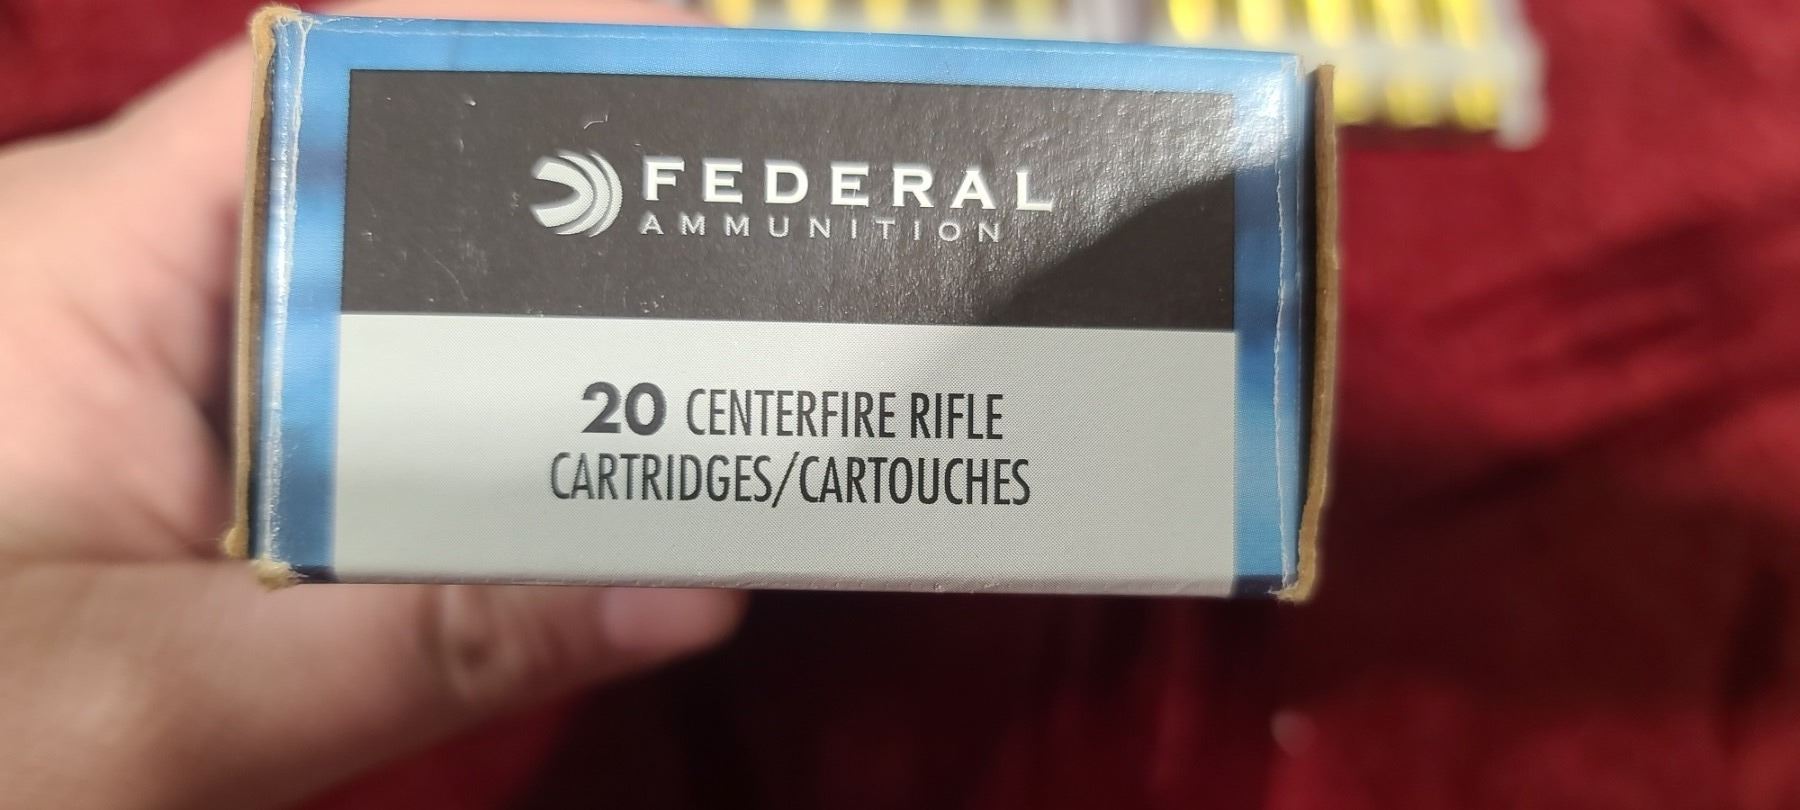 FEDERAL
AMMUNITION
20 CENTERFIRE RIFLE
CARTRIDGES/CARTOUCHES